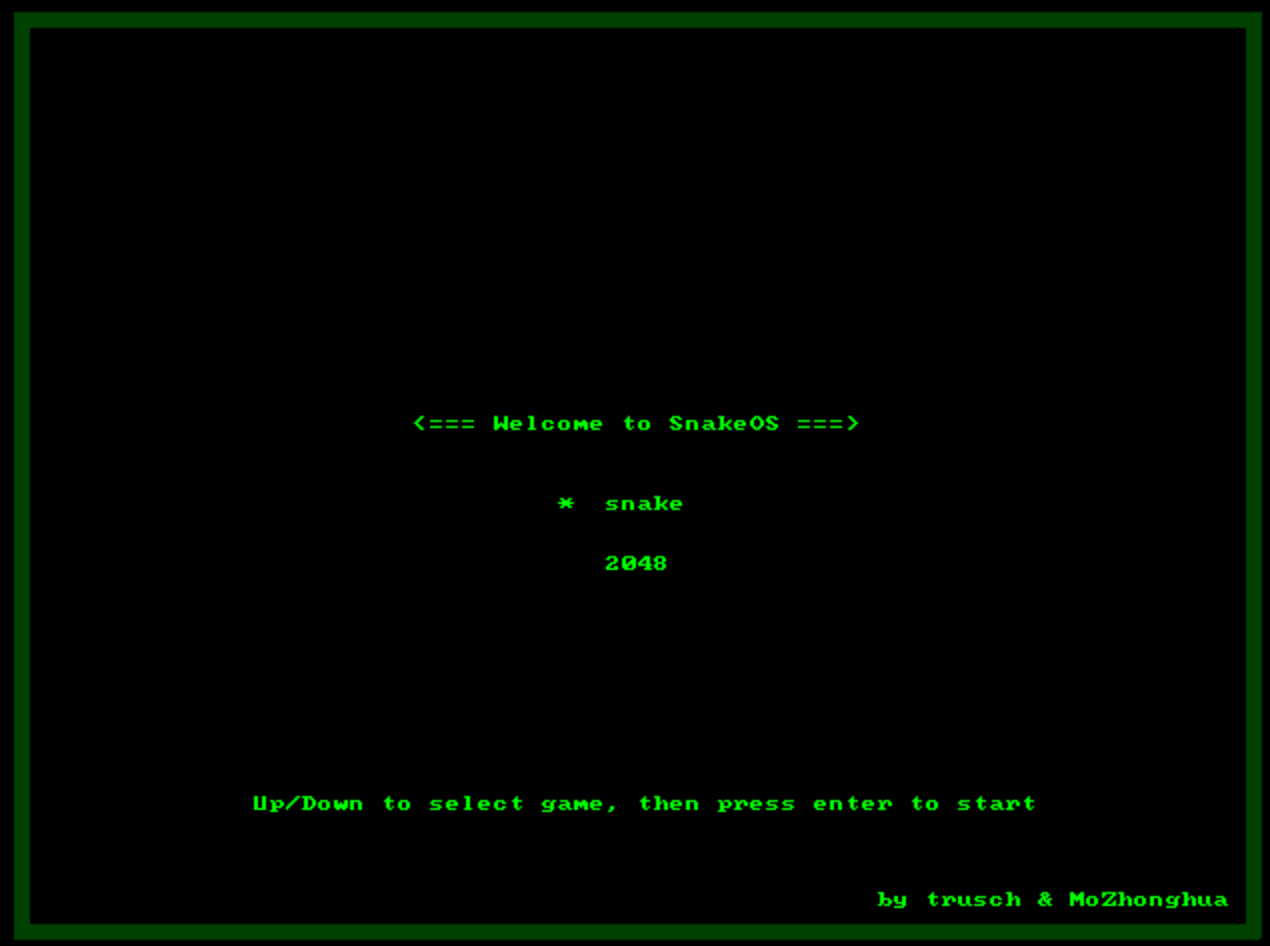 <=== Welcome to SnakeOS ===>
* snake
2048
Up/Down to select game, then press enter to start
by trusch & MoZhonghua